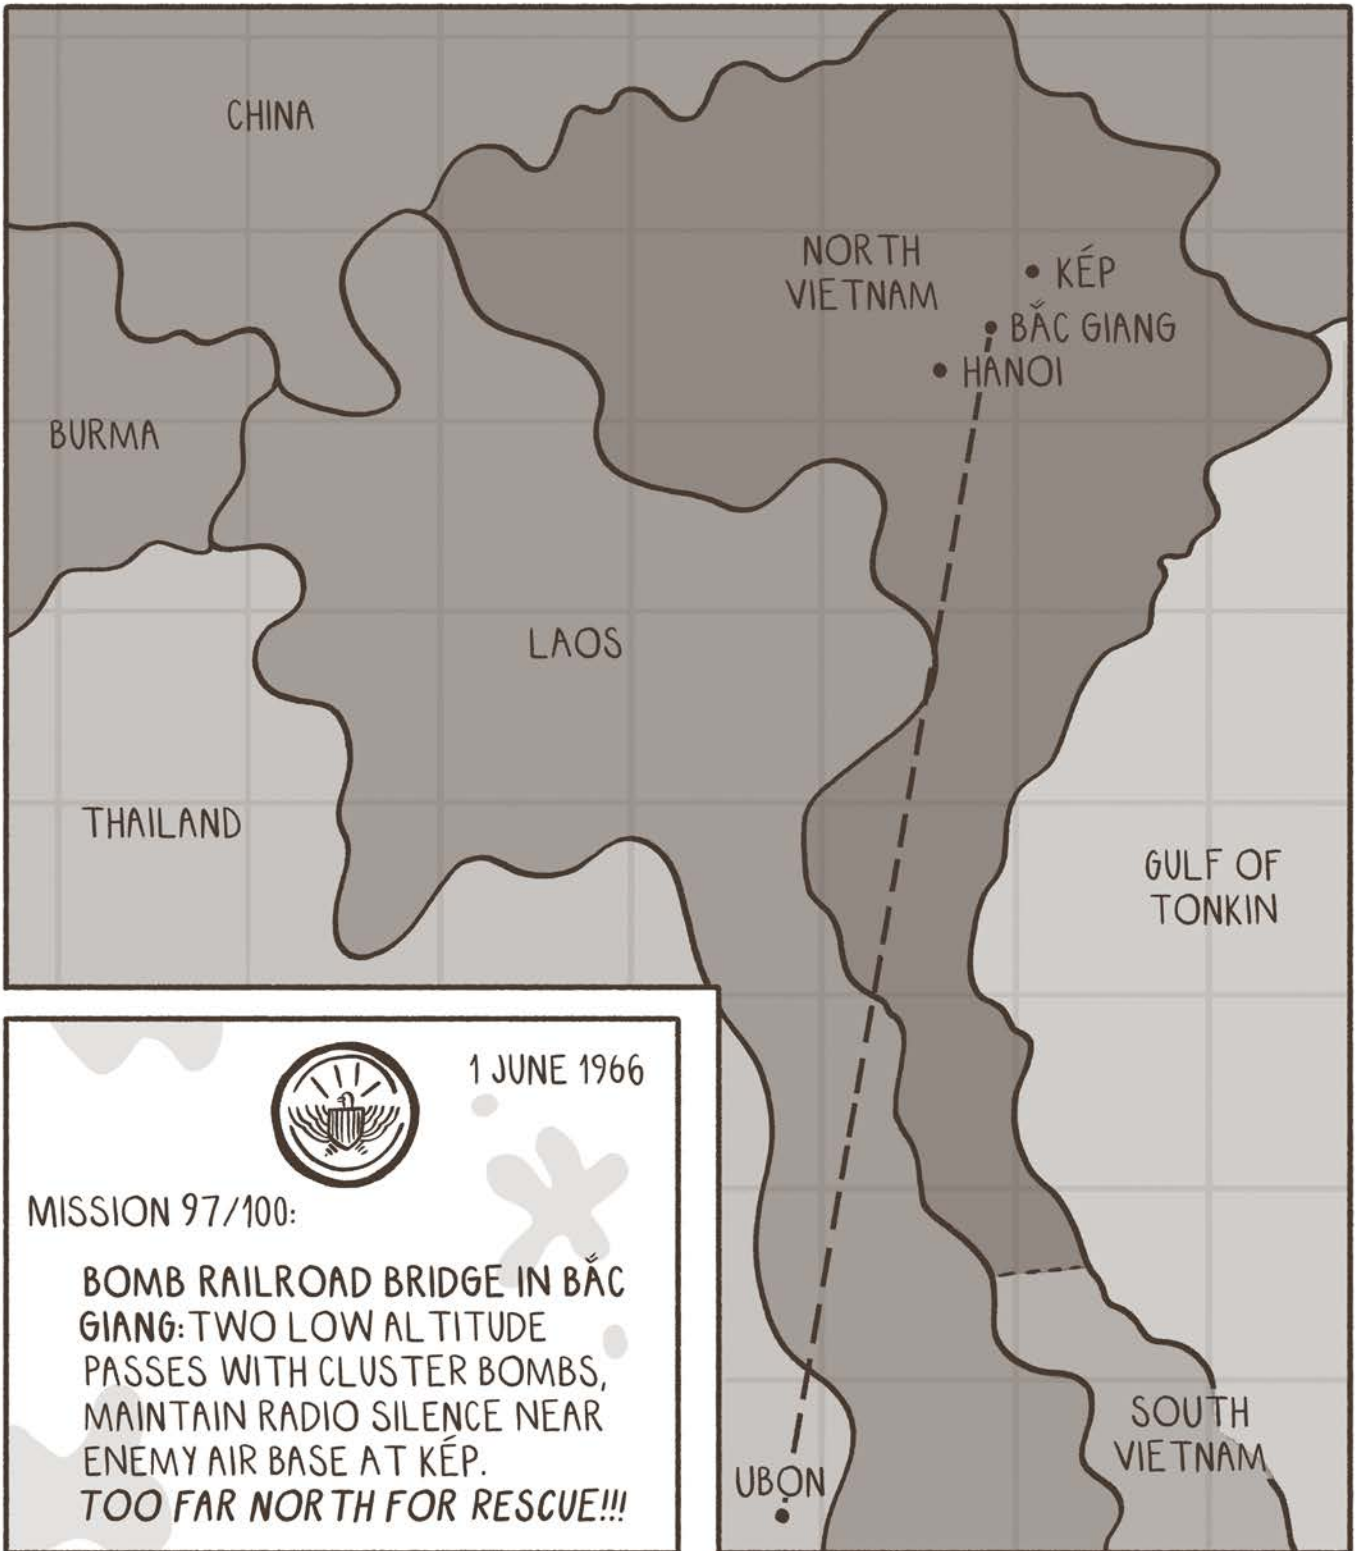 CHINA
NORTH
VIETNAM
KÉP
BẮC GIANG
HANOI
BURMA
LAOS
THAILAND
GULF OF
TONKIN
1 JUNE 1966
MISSION 97/100:
BOMB RAILROAD BRIDGE IN BẮC
GIANG: TWO LOW ALTITUDE
PASSES WITH CLUSTER BOMBS,
MAINTAIN RADIO SILENCE NEAR
ENEMY AIR BASE AT KÉP.
TOO FAR NORTH FOR RESCUE!!!
UBON
SOUTH
VIETNAM